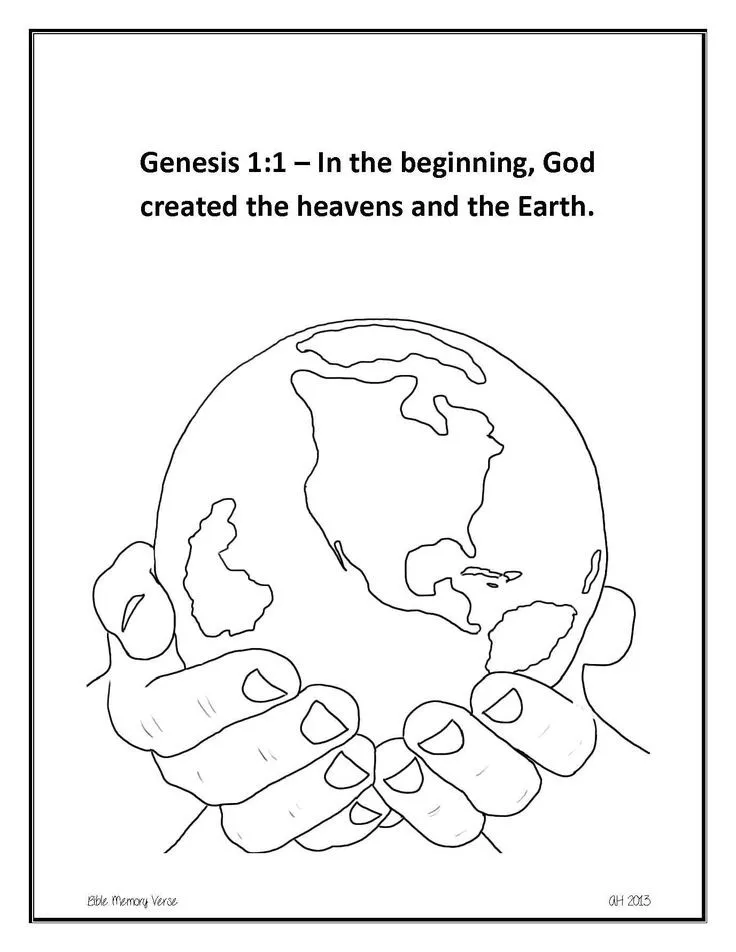 Genesis 1:1 – In the beginning, God
created the heavens and the Earth.
Bible Memory Verse
AH 2013